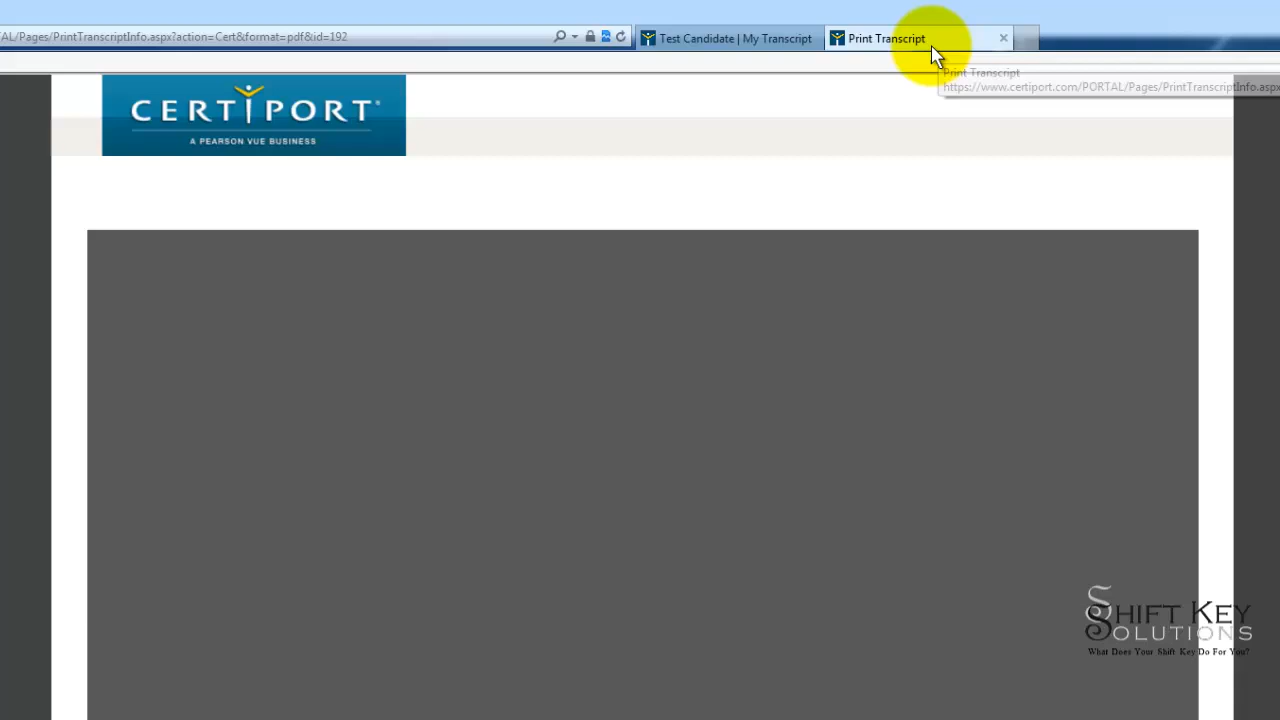 AL/Pages/PrintTranscriptInfo.aspx?action=Cert&format=pdf&id=192
Test Candidate | My Transcript
Print Transcript
Print Transcript
https://www.certiport.com/PORTAL/Pages/PrintTranscriptInfo.aspx
CERTIPORT®
A PEARSON VUE BUSINESS
SHIFT KEY
SOLUTIONS
What Does Your Shift Key Do For You?